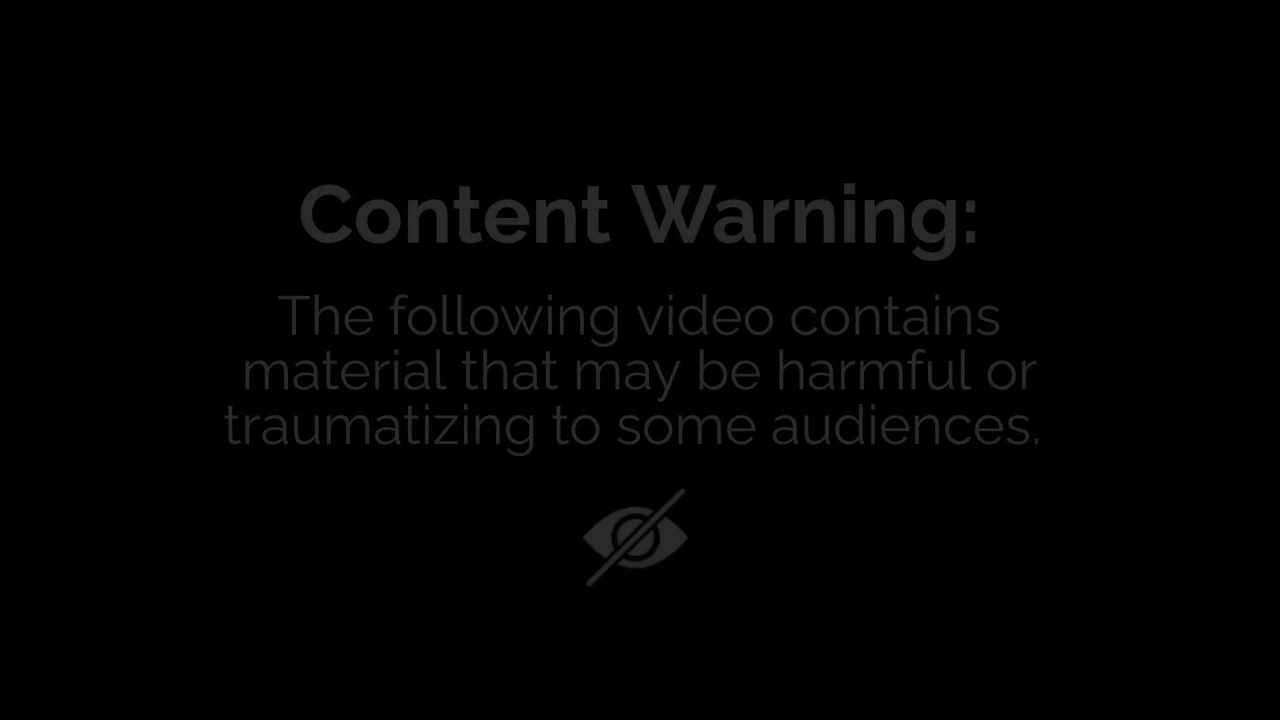 Content Warning:
The following video contains
material that may be harmful or
traumatizing to some audiences.